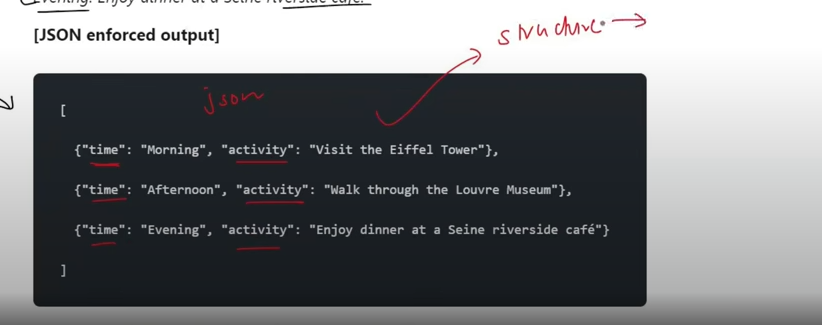 Evening: Enjoy dinner at a Seine riverside café.
[JSON enforced output]
structure
json
[
{"time": "Morning", "activity": "Visit the Eiffel Tower"},
{"time": "Afternoon", "activity": "Walk through the Louvre Museum"},
{"time": "Evening", "activity": "Enjoy dinner at a Seine riverside café"}
]